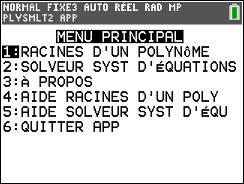 NORMAL FIXE3 AUTO RÉEL RAD MP
PLYSMLT2 APP
MENU PRINCIPAL
1:RACINES D'UN POLYNôME
2:SOLVEUR SYST D'ÉQUATIONS
3:À PROPOS
4:AIDE RACINES D'UN POLY
5:AIDE SOLVEUR SYST D'ÉQU
6:QUITTER APP